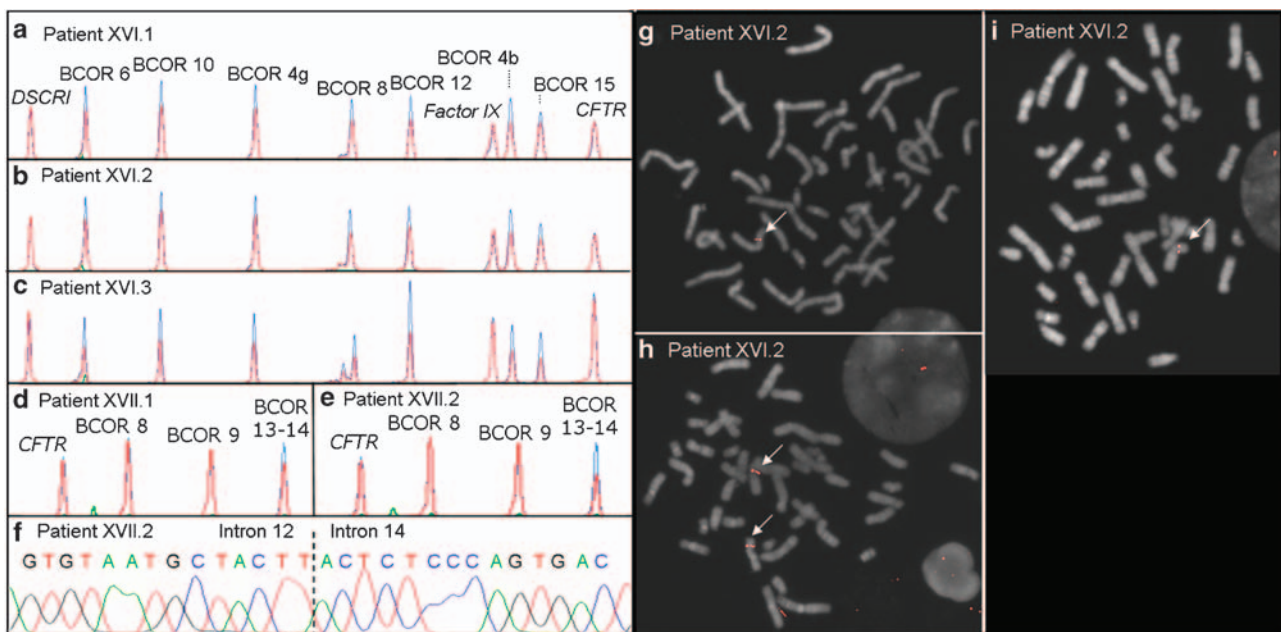 a Patient XVI.1
DSCRI BCOR 6 BCOR 10 BCOR 4g BCOR 8 BCOR 12 Factor IX BCOR 4b BCOR 15 CFTR
b Patient XVI.2
c Patient XVI.3
d Patient XVII.1
CFTR BCOR 8 BCOR 9 BCOR 13-14
e Patient XVII.2
CFTR BCOR 8 BCOR 9 BCOR 13-14
f Patient XVII.2 Intron 12 Intron 14
GTGTAATGCTACTTACTCTCCCAGTGAC
g Patient XVI.2
h Patient XVI.2
i Patient XVI.2